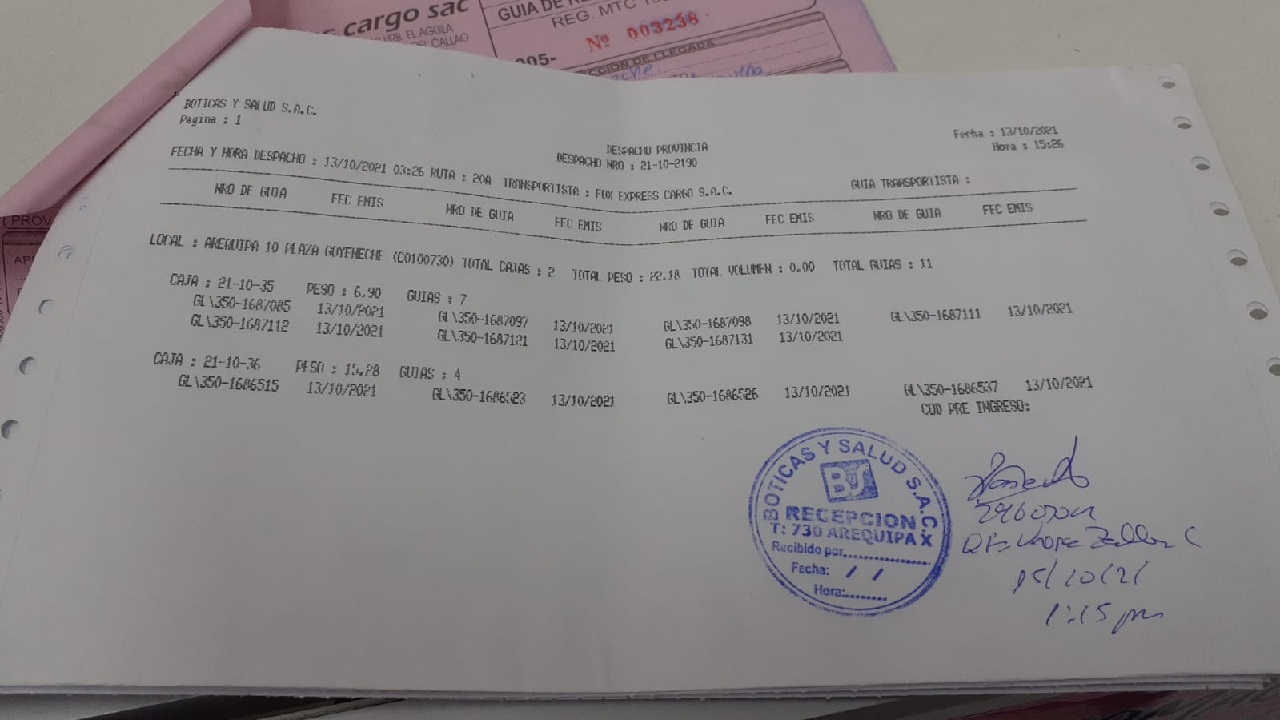 cargo sac
URB. EL AGUILA
CALLAO
GUIA DE
REG. MTC
005-
Nº 003238
BOTICAS Y SALUD S.A.C.
Pagina : 1
DESPACHO PROVINCIA
DESPACHO NRO : 21-10-2190
Fecha : 13/10/2021
Hora : 15:26
FECHA Y HORA DESPACHO : 13/10/2021 03:26 RUTA : 20A TRANSPORTISTA : FOX EXPRESS CARGO S.A.C. GUIA TRANSPORTISTA :
NRO DE GUIA FEC EMIS NRO DE GUIA FEC EMIS NRO DE GUIA FEC EMIS NRO DE GUIA FEC EMIS
LOCAL : AREQUIPA 10 PLAZA GOYENECHE (C0100730) TOTAL CAJAS : 2 TOTAL PESO : 22.18 TOTAL VOLUMEN : 0.00 TOTAL GUIAS : 11
CAJA : 21-10-35 PESO : 6.90 GUIAS : 7
GL\350-1687085 13/10/2021 GL\350-1687097 13/10/2021 GL\350-1687098 13/10/2021 GL\350-1687111 13/10/2021
GL\350-1687112 13/10/2021 GL\350-1687121 13/10/2021 GL\350-1687131 13/10/2021
CAJA : 21-10-36 PESO : 15.28 GUIAS : 4
GL\350-1686515 13/10/2021 GL\350-1686523 13/10/2021 GL\350-1686526 13/10/2021 GL\350-1686537 13/10/2021
COD PRE INGRESO:
BOTICAS Y SALUD S.A.C.
RECEPCION
T: 730 AREQUIPA X
Recibido por
Fecha: / /
Hora:
15/10/21
1:15 pm
PROV